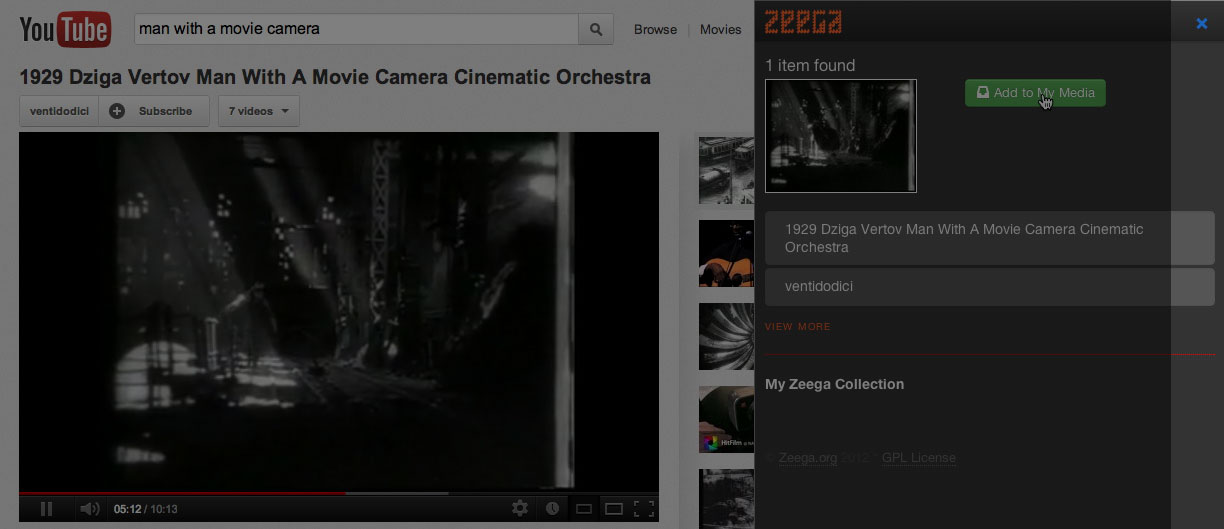 YouTube
man with a movie camera
Browse | Movies
1929 Dziga Vertov Man With A Movie Camera Cinematic Orchestra
ventidodici
Subscribe
7 videos
05:12 / 10:13
HitFilm
ZEEGA
1 item found
Add to My Media
1929 Dziga Vertov Man With A Movie Camera Cinematic
Orchestra
ventidodici
VIEW MORE
My Zeega Collection
© Zeega.org 2012 * GPL License